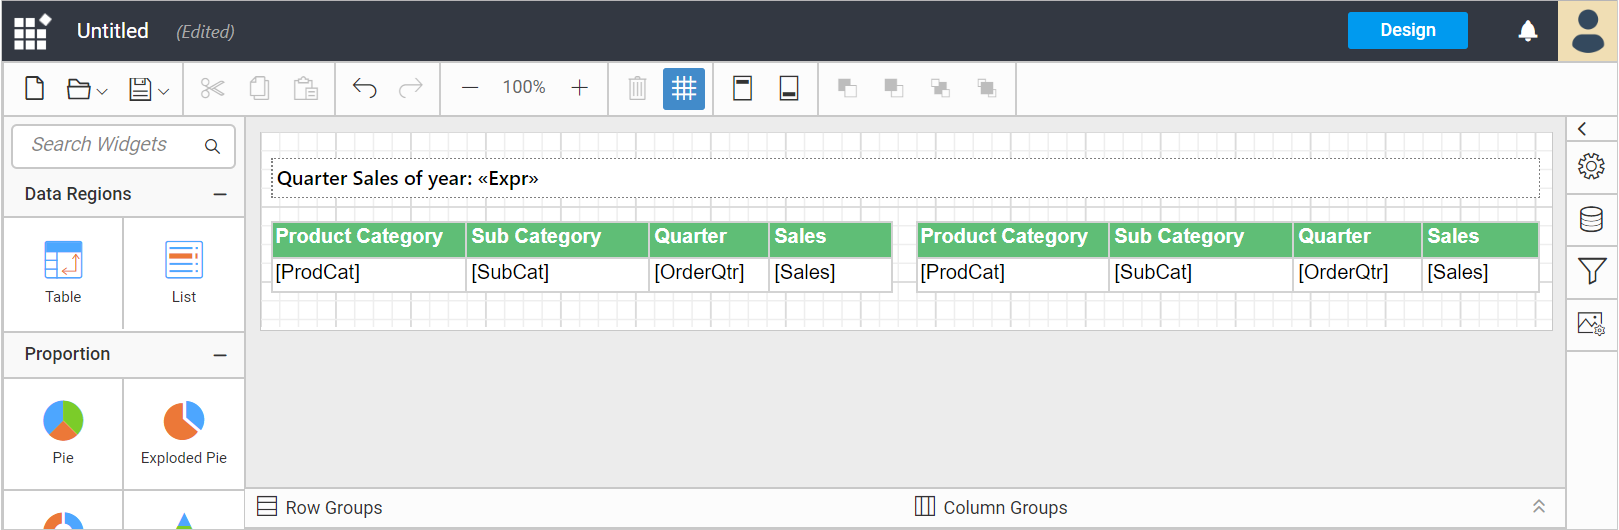 Untitled (Edited) Design
100%
Search Widgets
Data Regions
Table List
Proportion
Pie Exploded Pie
Quarter Sales of year: «Expr»
Product Category Sub Category Quarter Sales
[ProdCat] [SubCat] [OrderQtr] [Sales]
Product Category Sub Category Quarter Sales
[ProdCat] [SubCat] [OrderQtr] [Sales]
Row Groups Column Groups